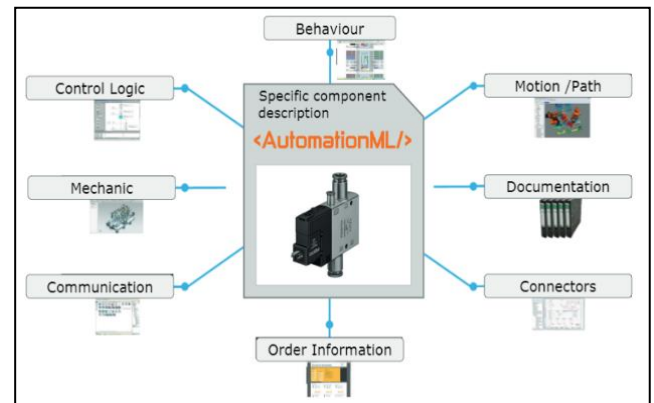 Behaviour
Control Logic
Motion /Path
Specific component
description
<AutomationML/>
Mechanic
Documentation
Communication
Connectors
Order Information